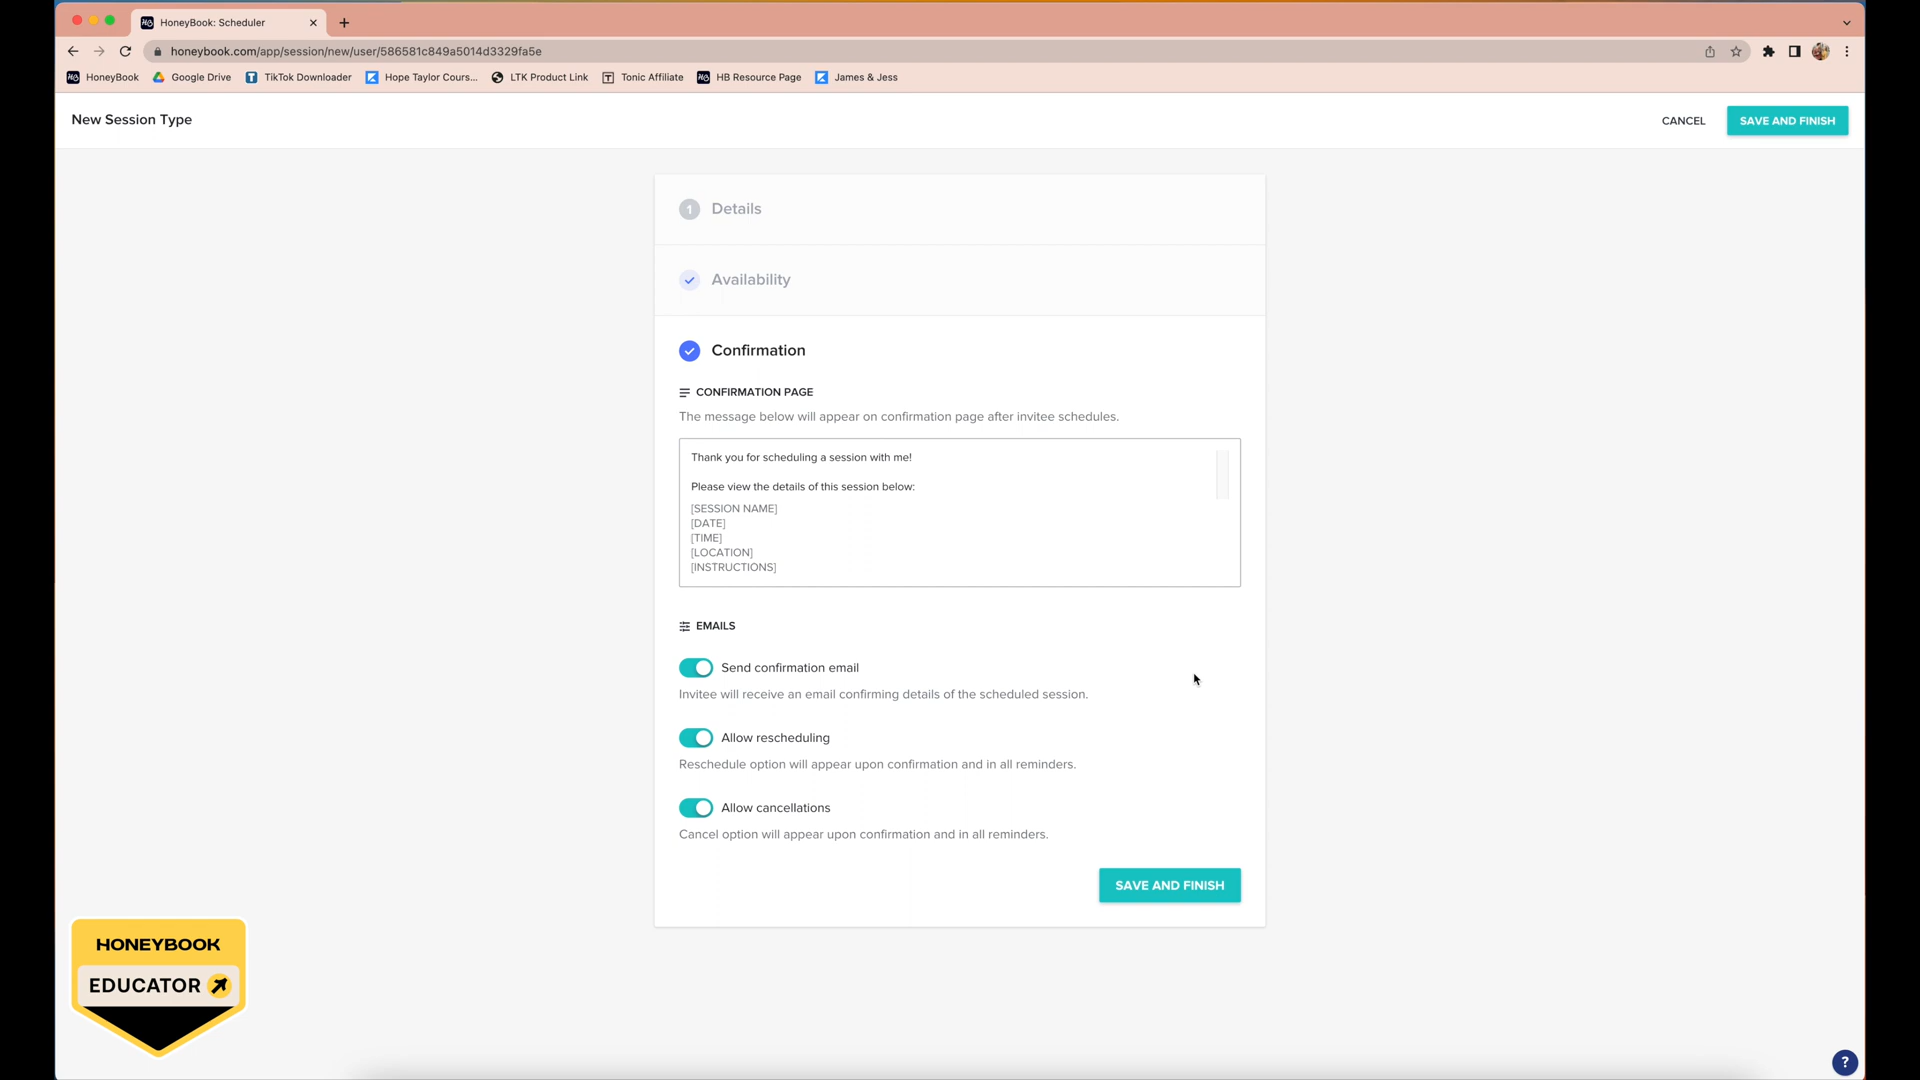 HoneyBook: Scheduler
honeybook.com/app/session/new/user/586581c849a5014d3329fa5e
HoneyBook
Google Drive
TikTok Downloader
Hope Taylor Cours...
LTK Product Link
Tonic Affiliate
HB Resource Page
James & Jess
New Session Type
CANCEL
SAVE AND FINISH
1 Details
Availability
Confirmation
CONFIRMATION PAGE
The message below will appear on confirmation page after invitee schedules.
Thank you for scheduling a session with me!
Please view the details of this session below:
[SESSION NAME]
[DATE]
[TIME]
[LOCATION]
[INSTRUCTIONS]
EMAILS
Send confirmation email
Invitee will receive an email confirming details of the scheduled session.
Allow rescheduling
Reschedule option will appear upon confirmation and in all reminders.
Allow cancellations
Cancel option will appear upon confirmation and in all reminders.
SAVE AND FINISH
HONEYBOOK
EDUCATOR
?